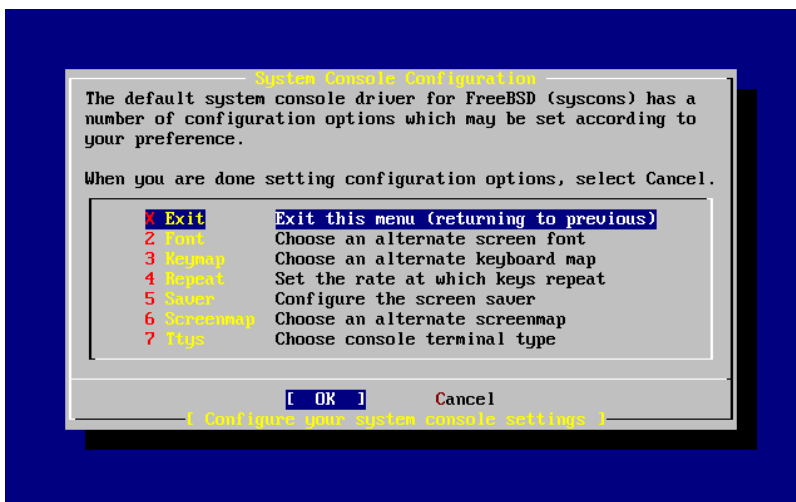 System Console Configuration
The default system console driver for FreeBSD (syscons) has a
number of configuration options which may be set according to
your preference.
When you are done setting configuration options, select Cancel.
X Exit Exit this menu (returning to previous)
2 Font Choose an alternate screen font
3 Keymap Choose an alternate keyboard map
4 Repeat Set the rate at which keys repeat
5 Saver Configure the screen saver
6 Screenmap Choose an alternate screenmap
7 Ttys Choose console terminal type
[ OK ] Cancel
[ Configure your system console settings ]